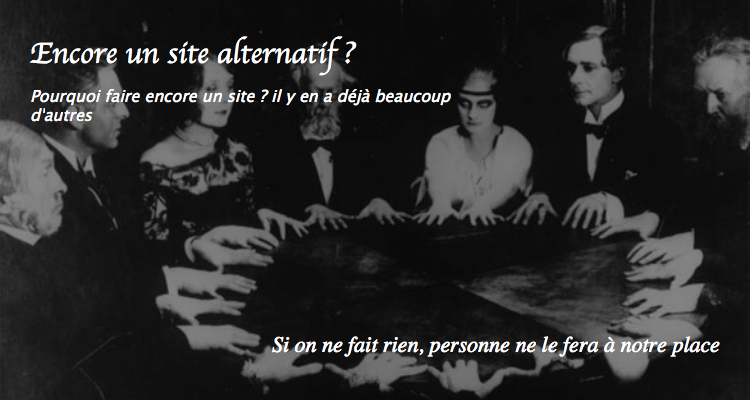 Encore un site alternatif ?
Pourquoi faire encore un site ? il y en a déjà beaucoup
d'autres
Si on ne fait rien, personne ne le fera à notre place